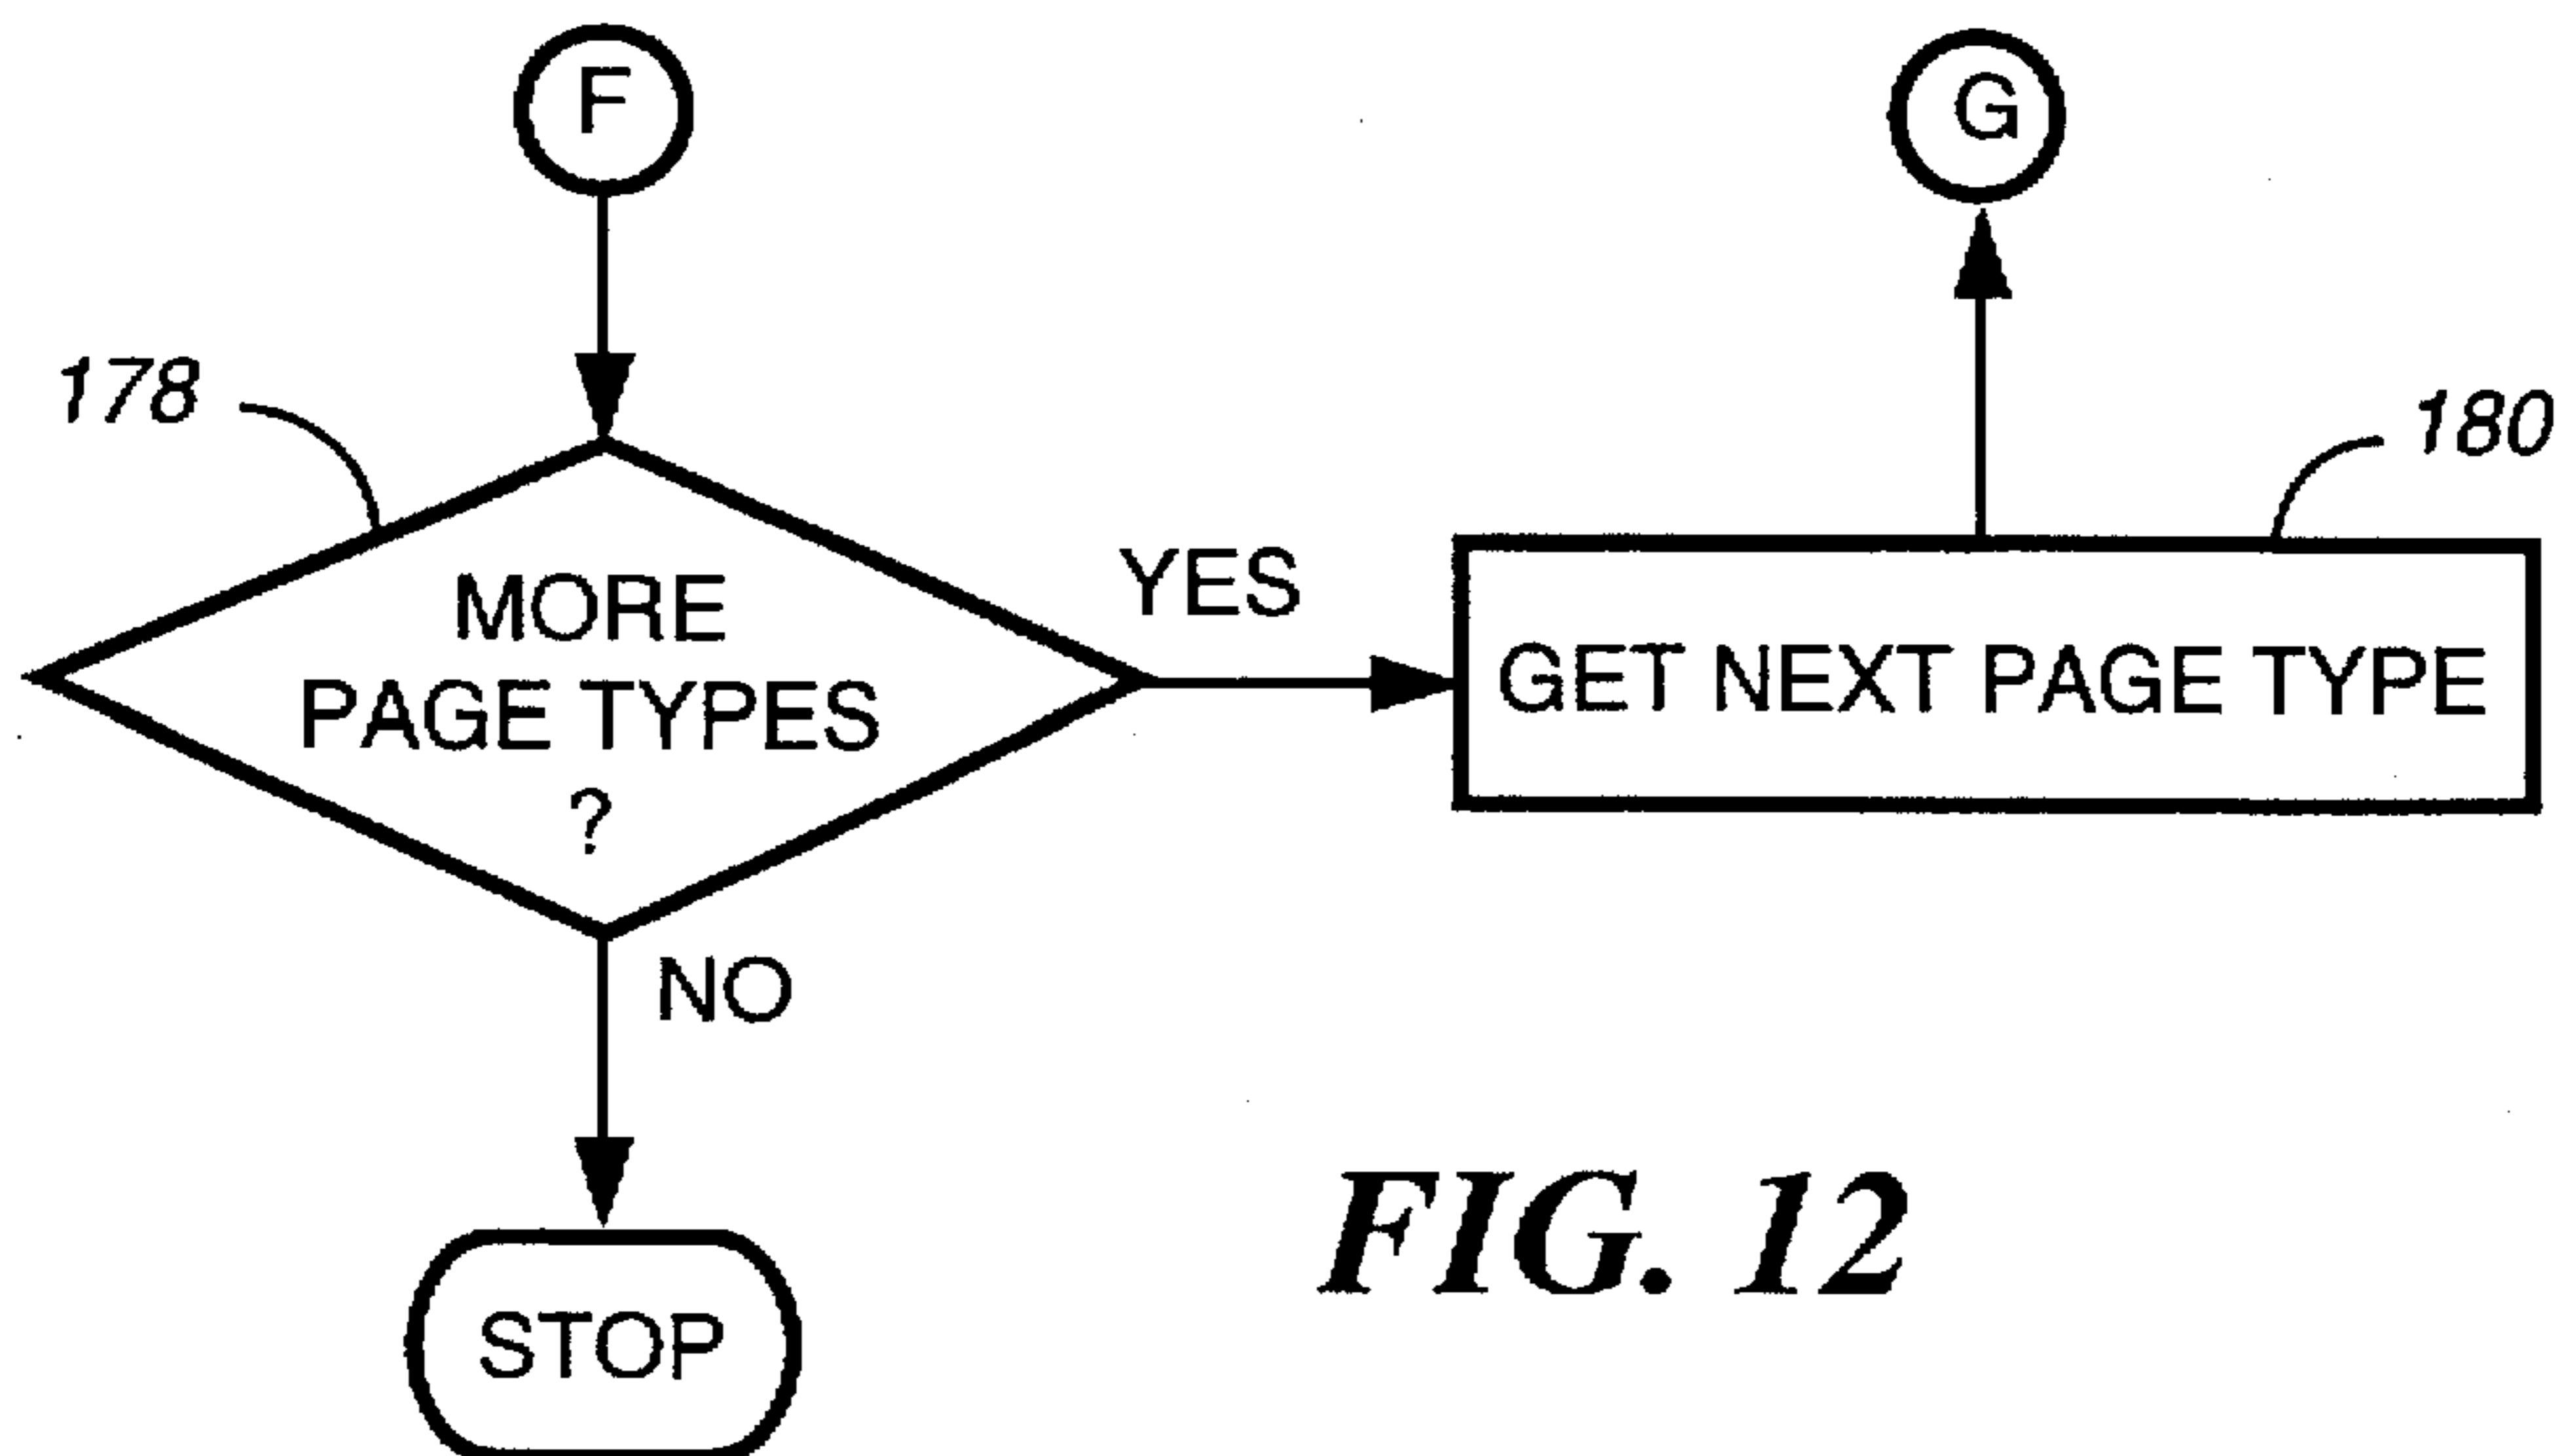 F
G
178
180
MORE
PAGE TYPES
?
YES
GET NEXT PAGE TYPE
NO
STOP
FIG. 12